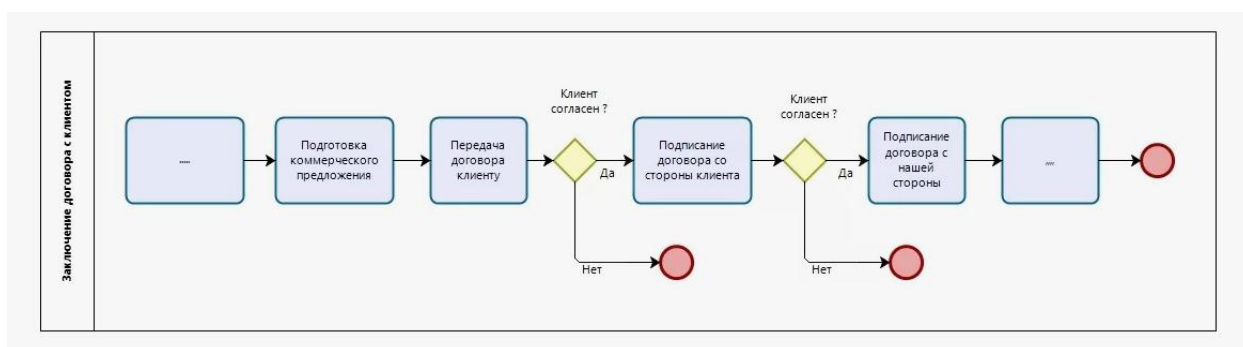 Заключение договора с клиентом
.....
Подготовка
коммерческого
предложения
Передача
договора
клиенту
Клиент
согласен ?
Да
Нет
Подписание
договора со
стороны клиента
Клиент
согласен ?
Да
Нет
Подписание
договора с
нашей
стороны
,,,,